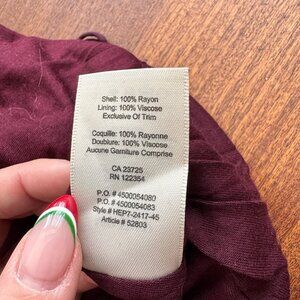 Shell: 100% Rayon
Lining: 100% Viscose
Exclusive Of Trim
Coquille: 100% Rayonne
Doublure: 100% Viscose
Aucune Garniture Comprise
CA 23725
RN 122354
P.O. # 4500054080
P.O. # 4500054083
Style # HEP7-2417-45
Article # 52803